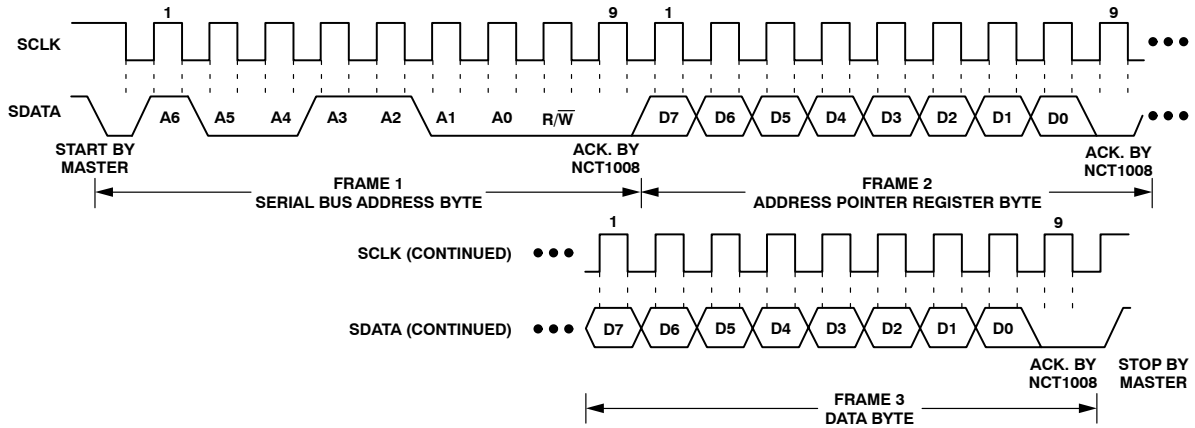 1 9 1 9
SCLK
SDATA A6 A5 A4 A3 A2 A1 A0 R/W̅ D7 D6 D5 D4 D3 D2 D1 D0
START BY
MASTER
ACK. BY
NCT1008
ACK. BY
NCT1008
FRAME 1
SERIAL BUS ADDRESS BYTE
FRAME 2
ADDRESS POINTER REGISTER BYTE
1 9
SCLK (CONTINUED)
SDATA (CONTINUED) D7 D6 D5 D4 D3 D2 D1 D0
ACK. BY
NCT1008
STOP BY
MASTER
FRAME 3
DATA BYTE